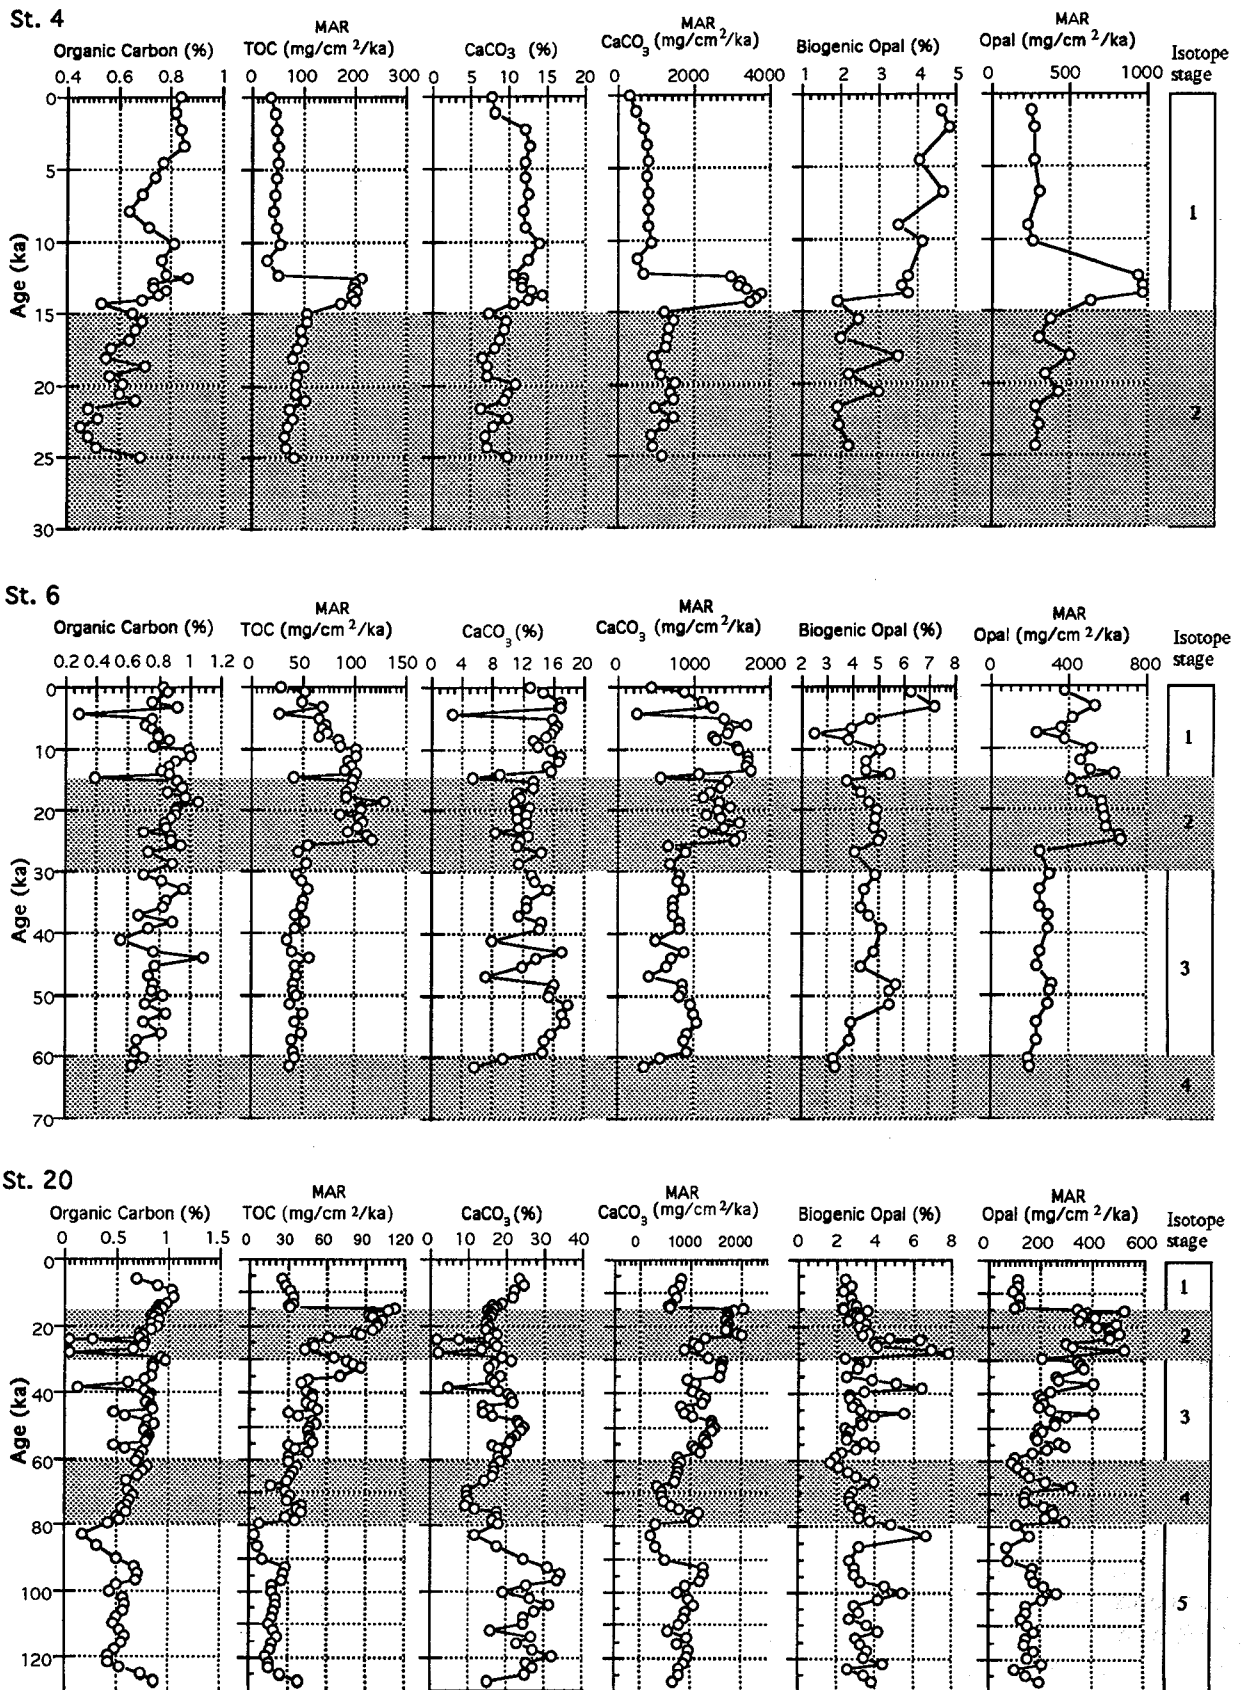 St. 4
MAR MAR MAR
Organic Carbon (%) TOC (mg/cm 2/ka) CaCO3 (%) CaCO3 (mg/cm 2/ka) Biogenic Opal (%) Opal (mg/cm 2/ka) Isotope
stage
0.4 0.6 0.8 1 0 100 200 300 0 5 10 15 20 0 2000 4000 1 2 3 4 5 0 500 1000
0
5
1
10
15
20
2
25
30
Age (ka)
St. 6
MAR MAR MAR
Organic Carbon (%) TOC (mg/cm 2/ka) CaCO3 (%) CaCO3 (mg/cm 2/ka) Biogenic Opal (%) Opal (mg/cm 2/ka) Isotope
stage
0.2 0.4 0.6 0.8 1 1.2 0 50 100 150 0 4 8 12 16 20 0 1000 2000 2 3 4 5 6 7 8 0 400 800
0
1
10
20
2
30
40
3
50
60
4
70
Age (ka)
St. 20
MAR MAR MAR
Organic Carbon (%) TOC (mg/cm 2/ka) CaCO3 (%) CaCO3 (mg/cm 2/ka) Biogenic Opal (%) Opal (mg/cm 2/ka) Isotope
stage
0 0.5 1 1.5 0 30 60 90 120 0 10 20 30 40 0 1000 2000 0 2 4 6 8 0 200 400 600
0
1
20
2
40
3
60
4
80
100
5
120
Age (ka)